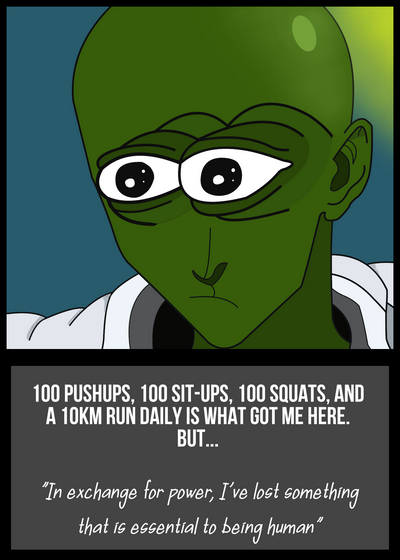 100 PUSHUPS, 100 SIT-UPS, 100 SQUATS, AND
A 10KM RUN DAILY IS WHAT GOT ME HERE.
BUT...
"In exchange for power, I've lost something
that is essential to being human"